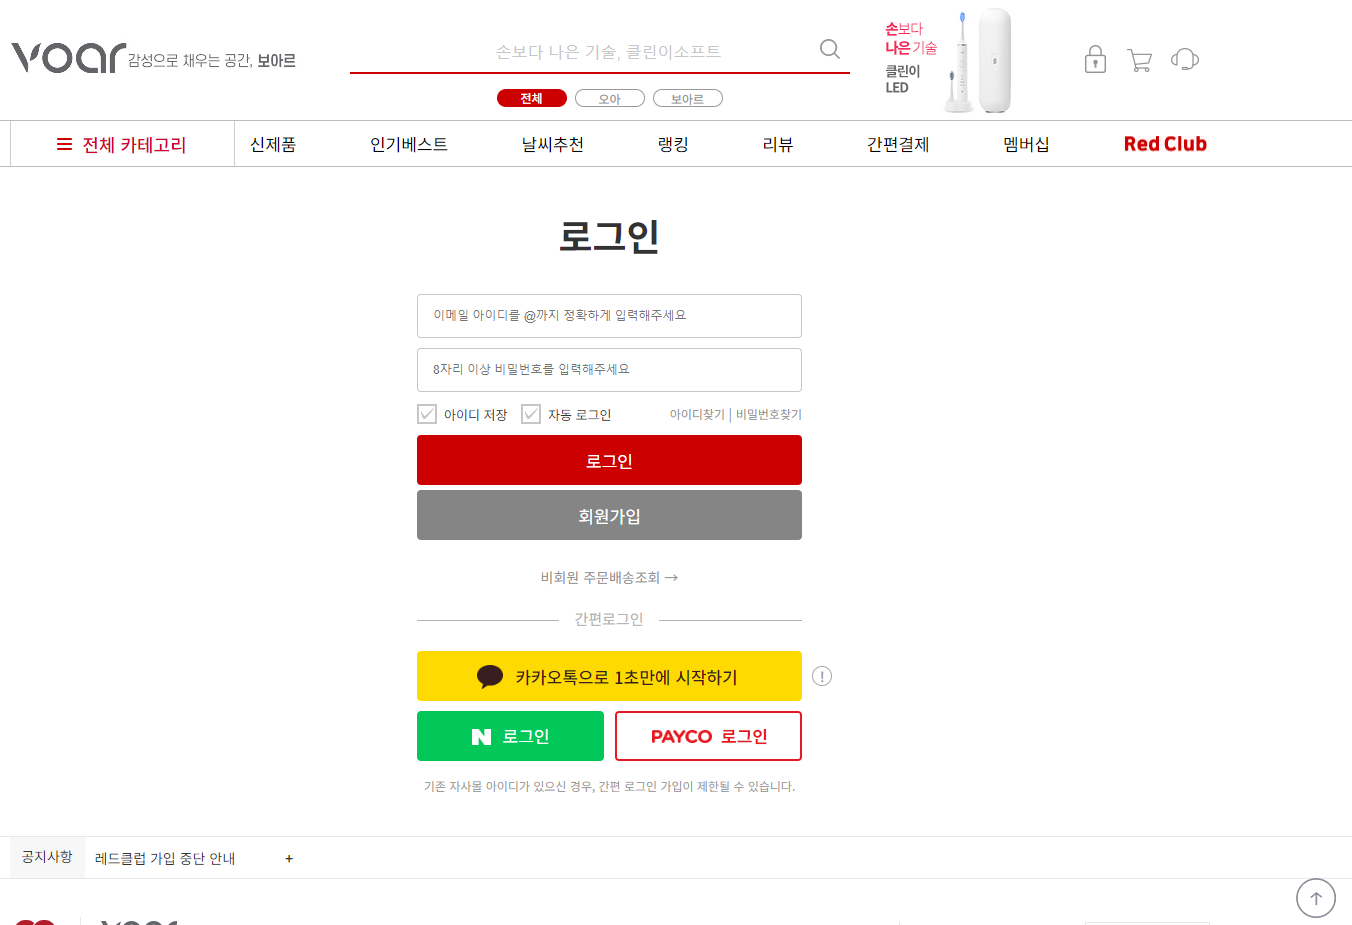 voar 감성으로 채우는 공간, 보아르
손보다 나은 기술, 클린이소프트
전체 오아 보아르
손보다
나은 기술
클린이
LED
전체 카테고리 신제품 인기베스트 날씨추천 랭킹 리뷰 간편결제 멤버십 Red Club
로그인
이메일 아이디를 @까지 정확하게 입력해주세요
8자리 이상 비밀번호를 입력해주세요
아이디 저장 자동 로그인 아이디찾기 | 비밀번호찾기
로그인
회원가입
비회원 주문배송조회 →
간편로그인
카카오톡으로 1초만에 시작하기
N 로그인 PAYCO 로그인
기존 자사몰 아이디가 있으신 경우, 간편 로그인 가입이 제한될 수 있습니다.
공지사항 레드클럽 가입 중단 안내 +